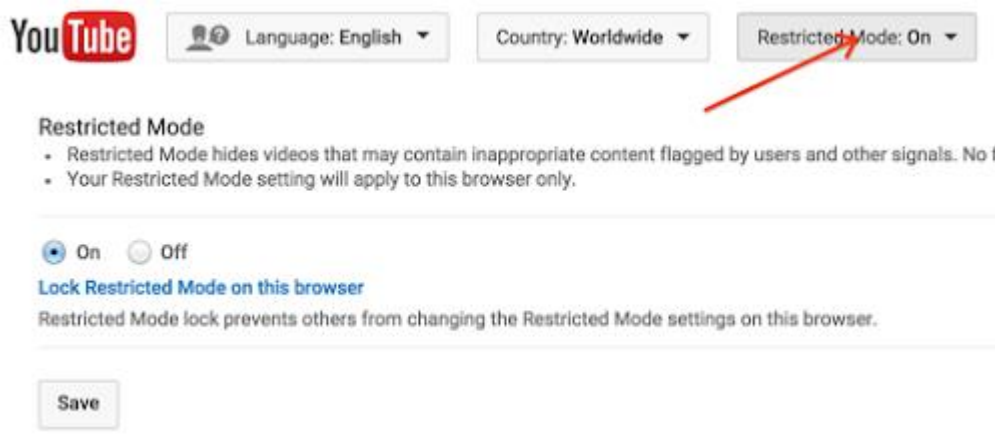 YouTube Language: English Country: Worldwide Restricted Mode: On
Restricted Mode
• Restricted Mode hides videos that may contain inappropriate content flagged by users and other signals. No
• Your Restricted Mode setting will apply to this browser only.
On Off
Lock Restricted Mode on this browser
Restricted Mode lock prevents others from changing the Restricted Mode settings on this browser.
Save